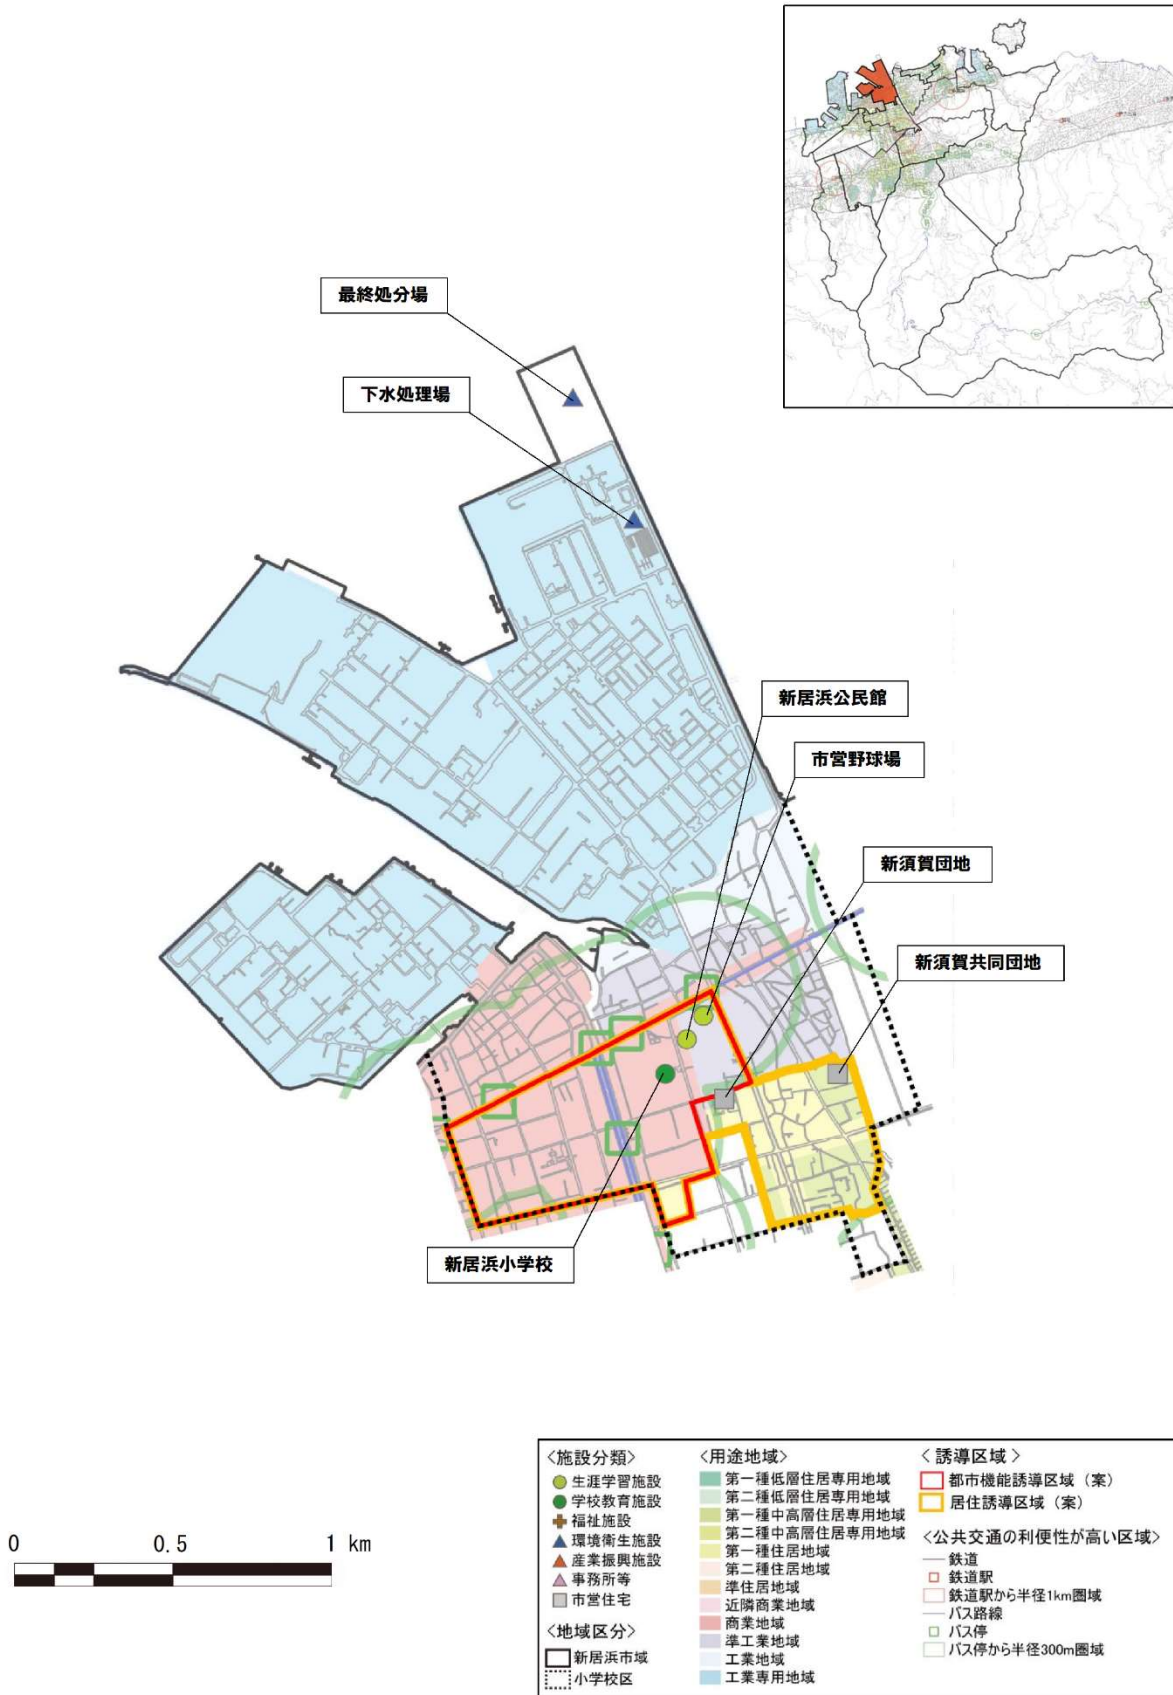 最終処分場
下水処理場
新居浜公民館
市営野球場
新須賀団地
新須賀共同団地
新居浜小学校
0 0.5 1 km
〈施設分類〉
生涯学習施設
学校教育施設
福祉施設
環境衛生施設
産業振興施設
事務所等
市営住宅
〈地域区分〉
新居浜市域
小学校区
〈用途地域〉
第一種低層住居専用地域
第二種低層住居専用地域
第一種中高層住居専用地域
第二種中高層住居専用地域
第一種住居地域
第二種住居地域
準住居地域
近隣商業地域
商業地域
準工業地域
工業地域
工業専用地域
〈誘導区域〉
都市機能誘導区域（案）
居住誘導区域（案）
〈公共交通の利便性が高い区域〉
鉄道
鉄道駅
鉄道駅から半径1km圏域
バス路線
バス停
バス停から半径300m圏域